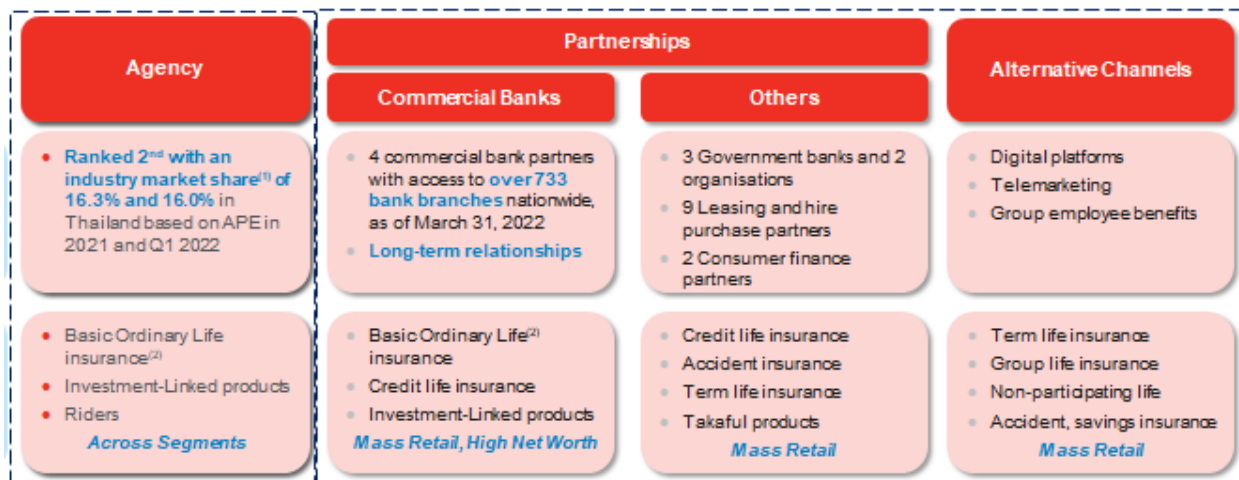 Agency
Partnerships
Commercial Banks
Others
Alternative Channels
• Ranked 2nd with an
industry market share(1) of
16.3% and 16.0% in
Thailand based on APE in
2021 and Q1 2022
• 4 commercial bank partners
with access to over 733
bank branches nationwide,
as of March 31, 2022
• Long-term relationships
• 3 Government banks and 2
organisations
• 9 Leasing and hire
purchase partners
• 2 Consumer finance
partners
• Digital platforms
• Telemarketing
• Group employee benefits
• Basic Ordinary Life
insurance(2)
• Investment-Linked products
• Riders
Across Segments
• Basic Ordinary Life(2)
insurance
• Credit life insurance
• Investment-Linked products
Mass Retail, High Net Worth
• Credit life insurance
• Accident insurance
• Term life insurance
• Takaful products
Mass Retail
• Term life insurance
• Group life insurance
• Non-participating life
• Accident, savings insurance
Mass Retail